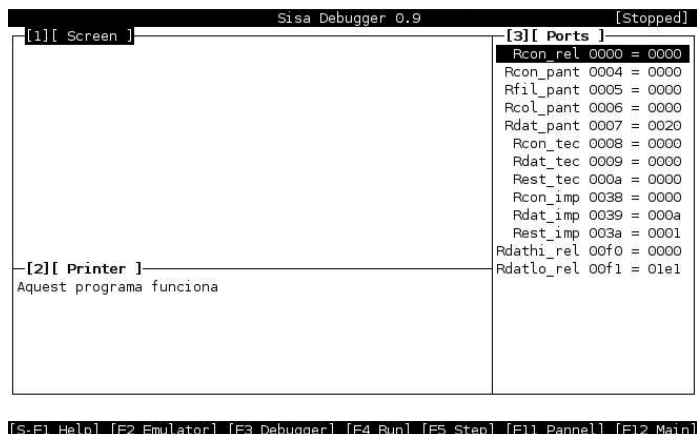 Sisa Debugger 0.9 [Stopped]
[1][ Screen ]
[3][ Ports ]
Rcon_rel 0000 = 0000
Rcon_pant 0004 = 0000
Rfil_pant 0005 = 0000
Rcol_pant 0006 = 0000
Rdat_pant 0007 = 0020
Rcon_tec 0008 = 0000
Rdat_tec 0009 = 0000
Rest_tec 000a = 0000
Rcon_imp 0038 = 0000
Rdat_imp 0039 = 000a
Rest_imp 003a = 0001
Rdathi_rel 00f0 = 0000
Rdatlo_rel 00f1 = 01e1
[2][ Printer ]
Aquest programa funciona
[S-F1 Help] [F2 Emulator] [F3 Debugger] [F4 Run] [F5 Step] [F11 Pannel] [F12 Main]